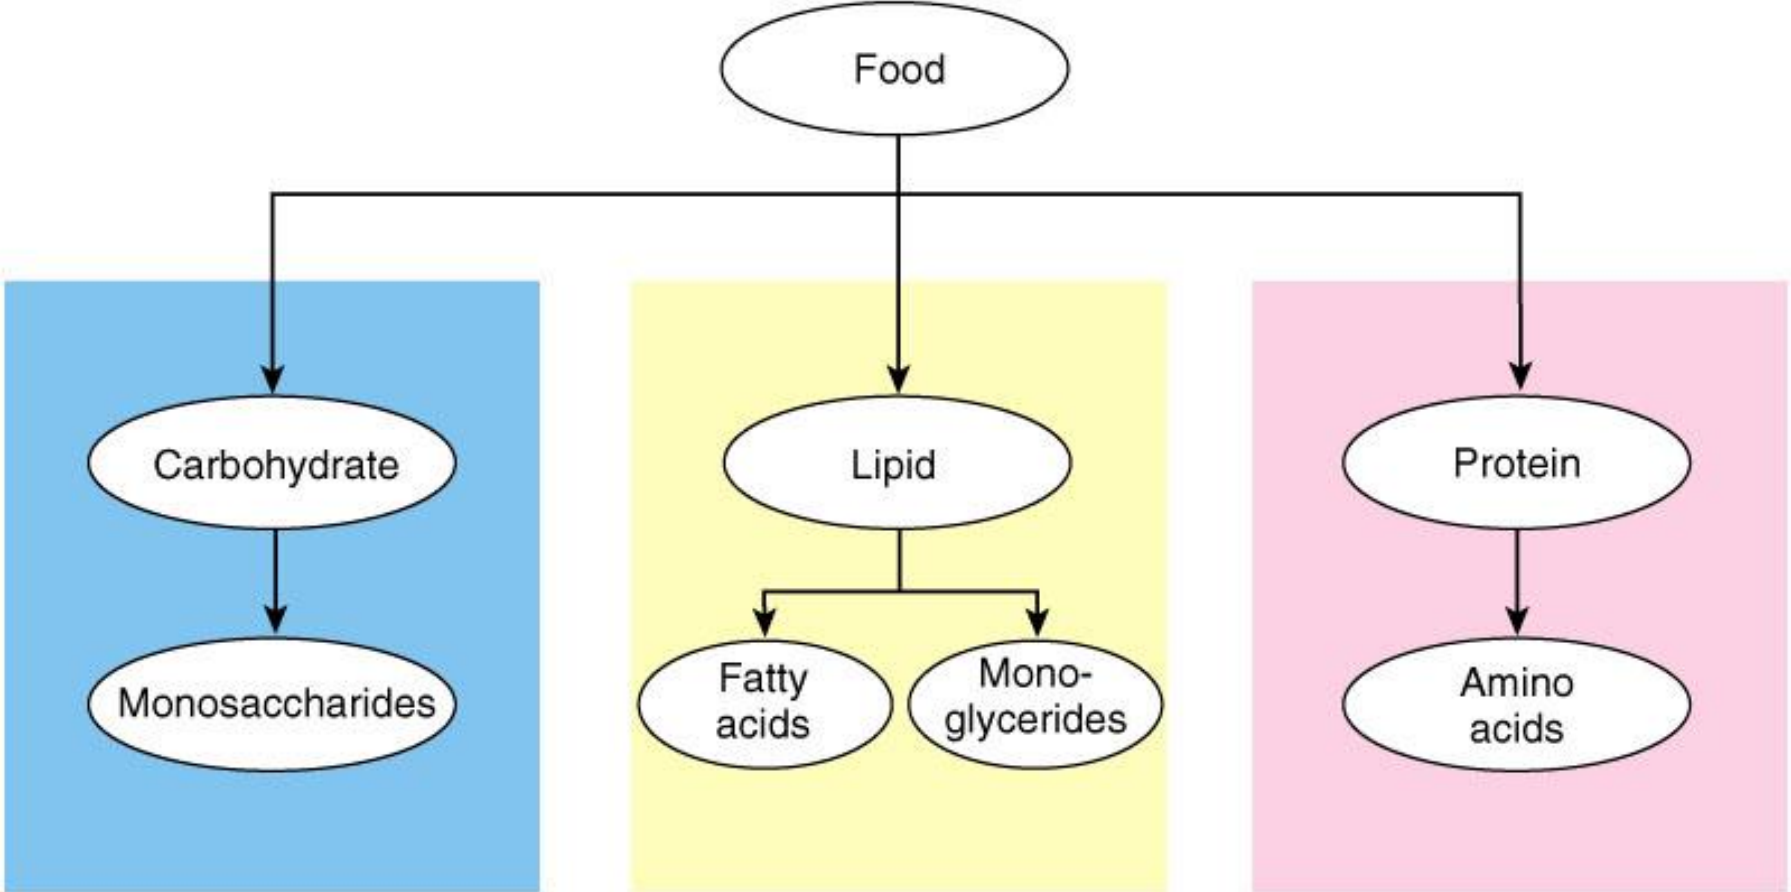 Food
Carbohydrate
Lipid
Protein
Monosaccharides
Fatty
acids
Mono-
glycerides
Amino
acids